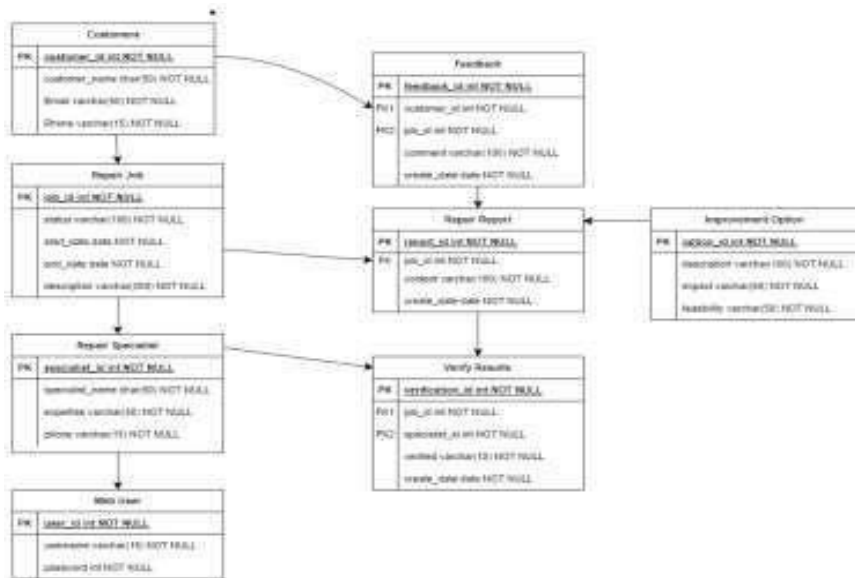 Customers
PK customer_id int NOT NULL
customer_name char(50) NOT NULL
Email varchar(50) NOT NULL
Phone varchar(15) NOT NULL
Repair Job
PK job_id int NOT NULL
status varchar(100) NOT NULL
start_date date NOT NULL
end_date date NOT NULL
description varchar(200) NOT NULL
Repair Specialist
PK specialist_id int NOT NULL
specialist_name char(50) NOT NULL
expertise varchar(50) NOT NULL
phone varchar(15) NOT NULL
Web User
PK user_id int NOT NULL
username varchar(15) NOT NULL
password int NOT NULL
Feedback
PK feedback_id int NOT NULL
FK1 customer_id int NOT NULL
FK2 job_id int NOT NULL
comment varchar(100) NOT NULL
create_date date NOT NULL
Repair Report
PK report_id int NOT NULL
FK job_id int NOT NULL
content varchar(100) NOT NULL
create_date date NOT NULL
Verify Results
PK verification_id int NOT NULL
FK1 job_id int NOT NULL
FK2 specialist_id int NOT NULL
verified varchar(10) NOT NULL
create_date date NOT NULL
Improvement Option
PK option_id int NOT NULL
description varchar(100) NOT NULL
impact varchar(50) NOT NULL
feasibility varchar(50) NOT NULL